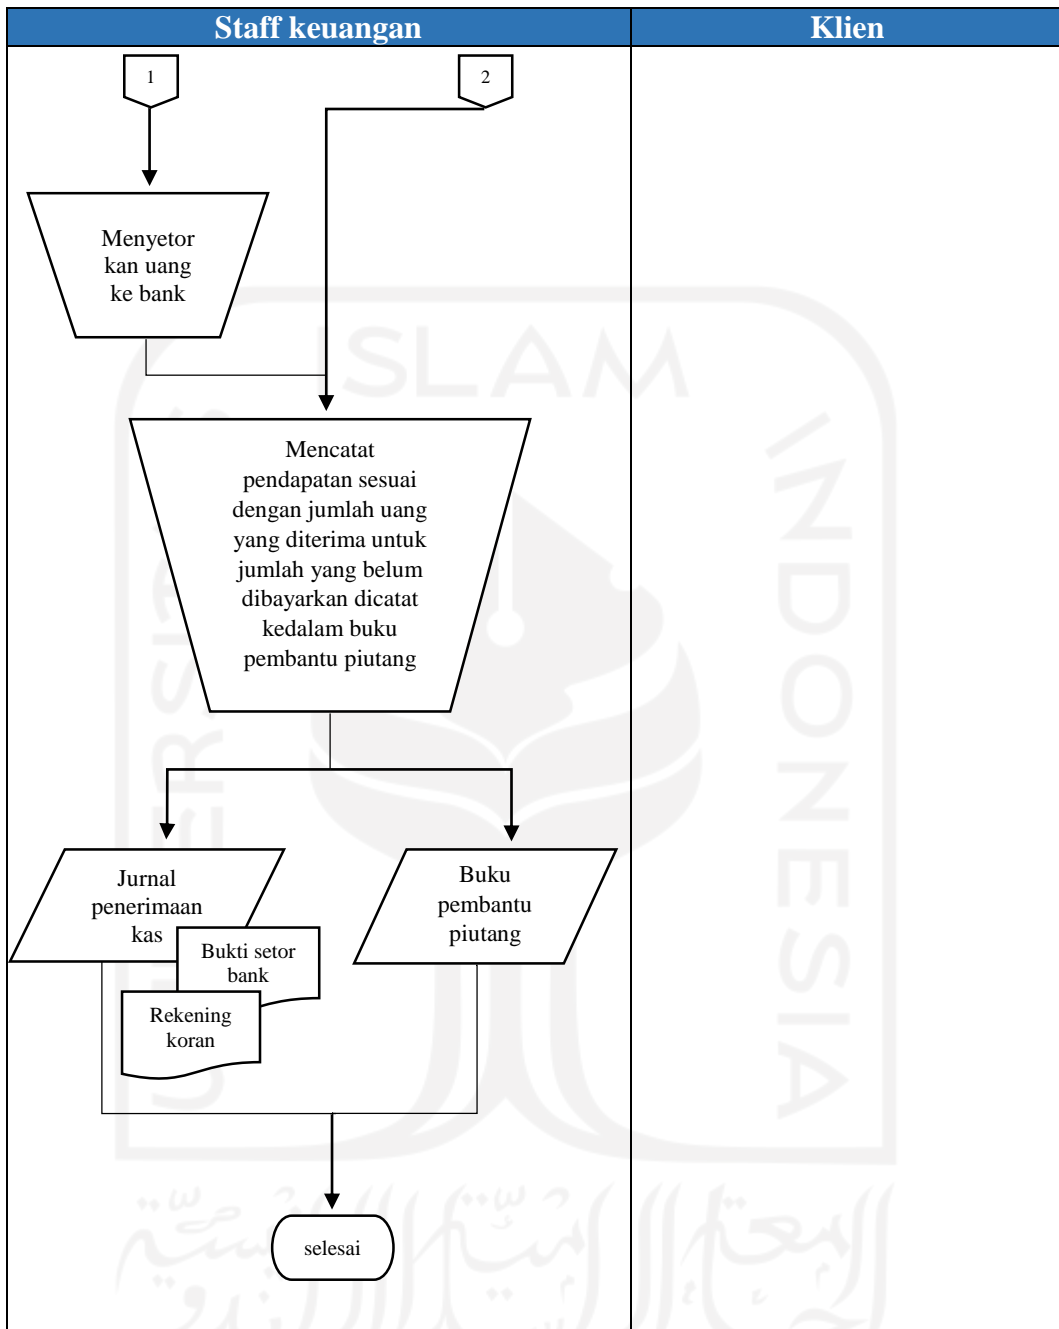 Staff keuangan
Klien
1
2
Menyetor
kan uang
ke bank
Mencatat
pendapatan sesuai
dengan jumlah uang
yang diterima untuk
jumlah yang belum
dibayarkan dicatat
kedalam buku
pembantu piutang
Jurnal
penerimaan
kas
Bukti setor
bank
Rekening
koran
Buku
pembantu
piutang
selesai
ISLAM
INDONESIA